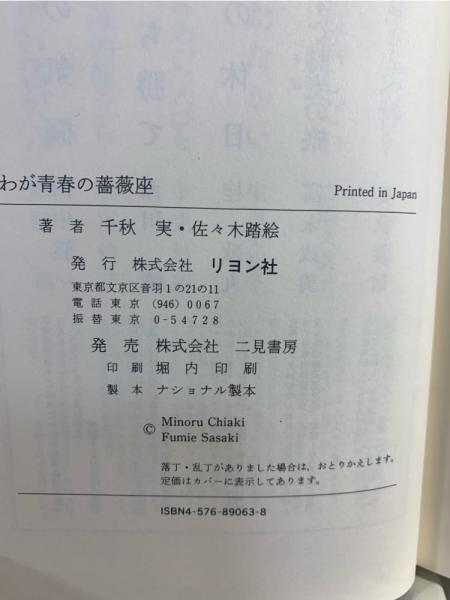 わが青春の薔薇座
Printed in Japan
著者 千秋 実・佐々木踏絵
発行 株式会社 リヨン社
東京都文京区音羽1の21の11
電話 東京 (946) 0067
振替 東京 0-54728
発売 株式会社 二見書房
印刷 堀内印刷
製本 ナショナル製本
© Minoru Chiaki
Fumie Sasaki
落丁・乱丁がありました場合は、おとりかえします。
定価はカバーに表示してあります。
ISBN4-576-89063-8